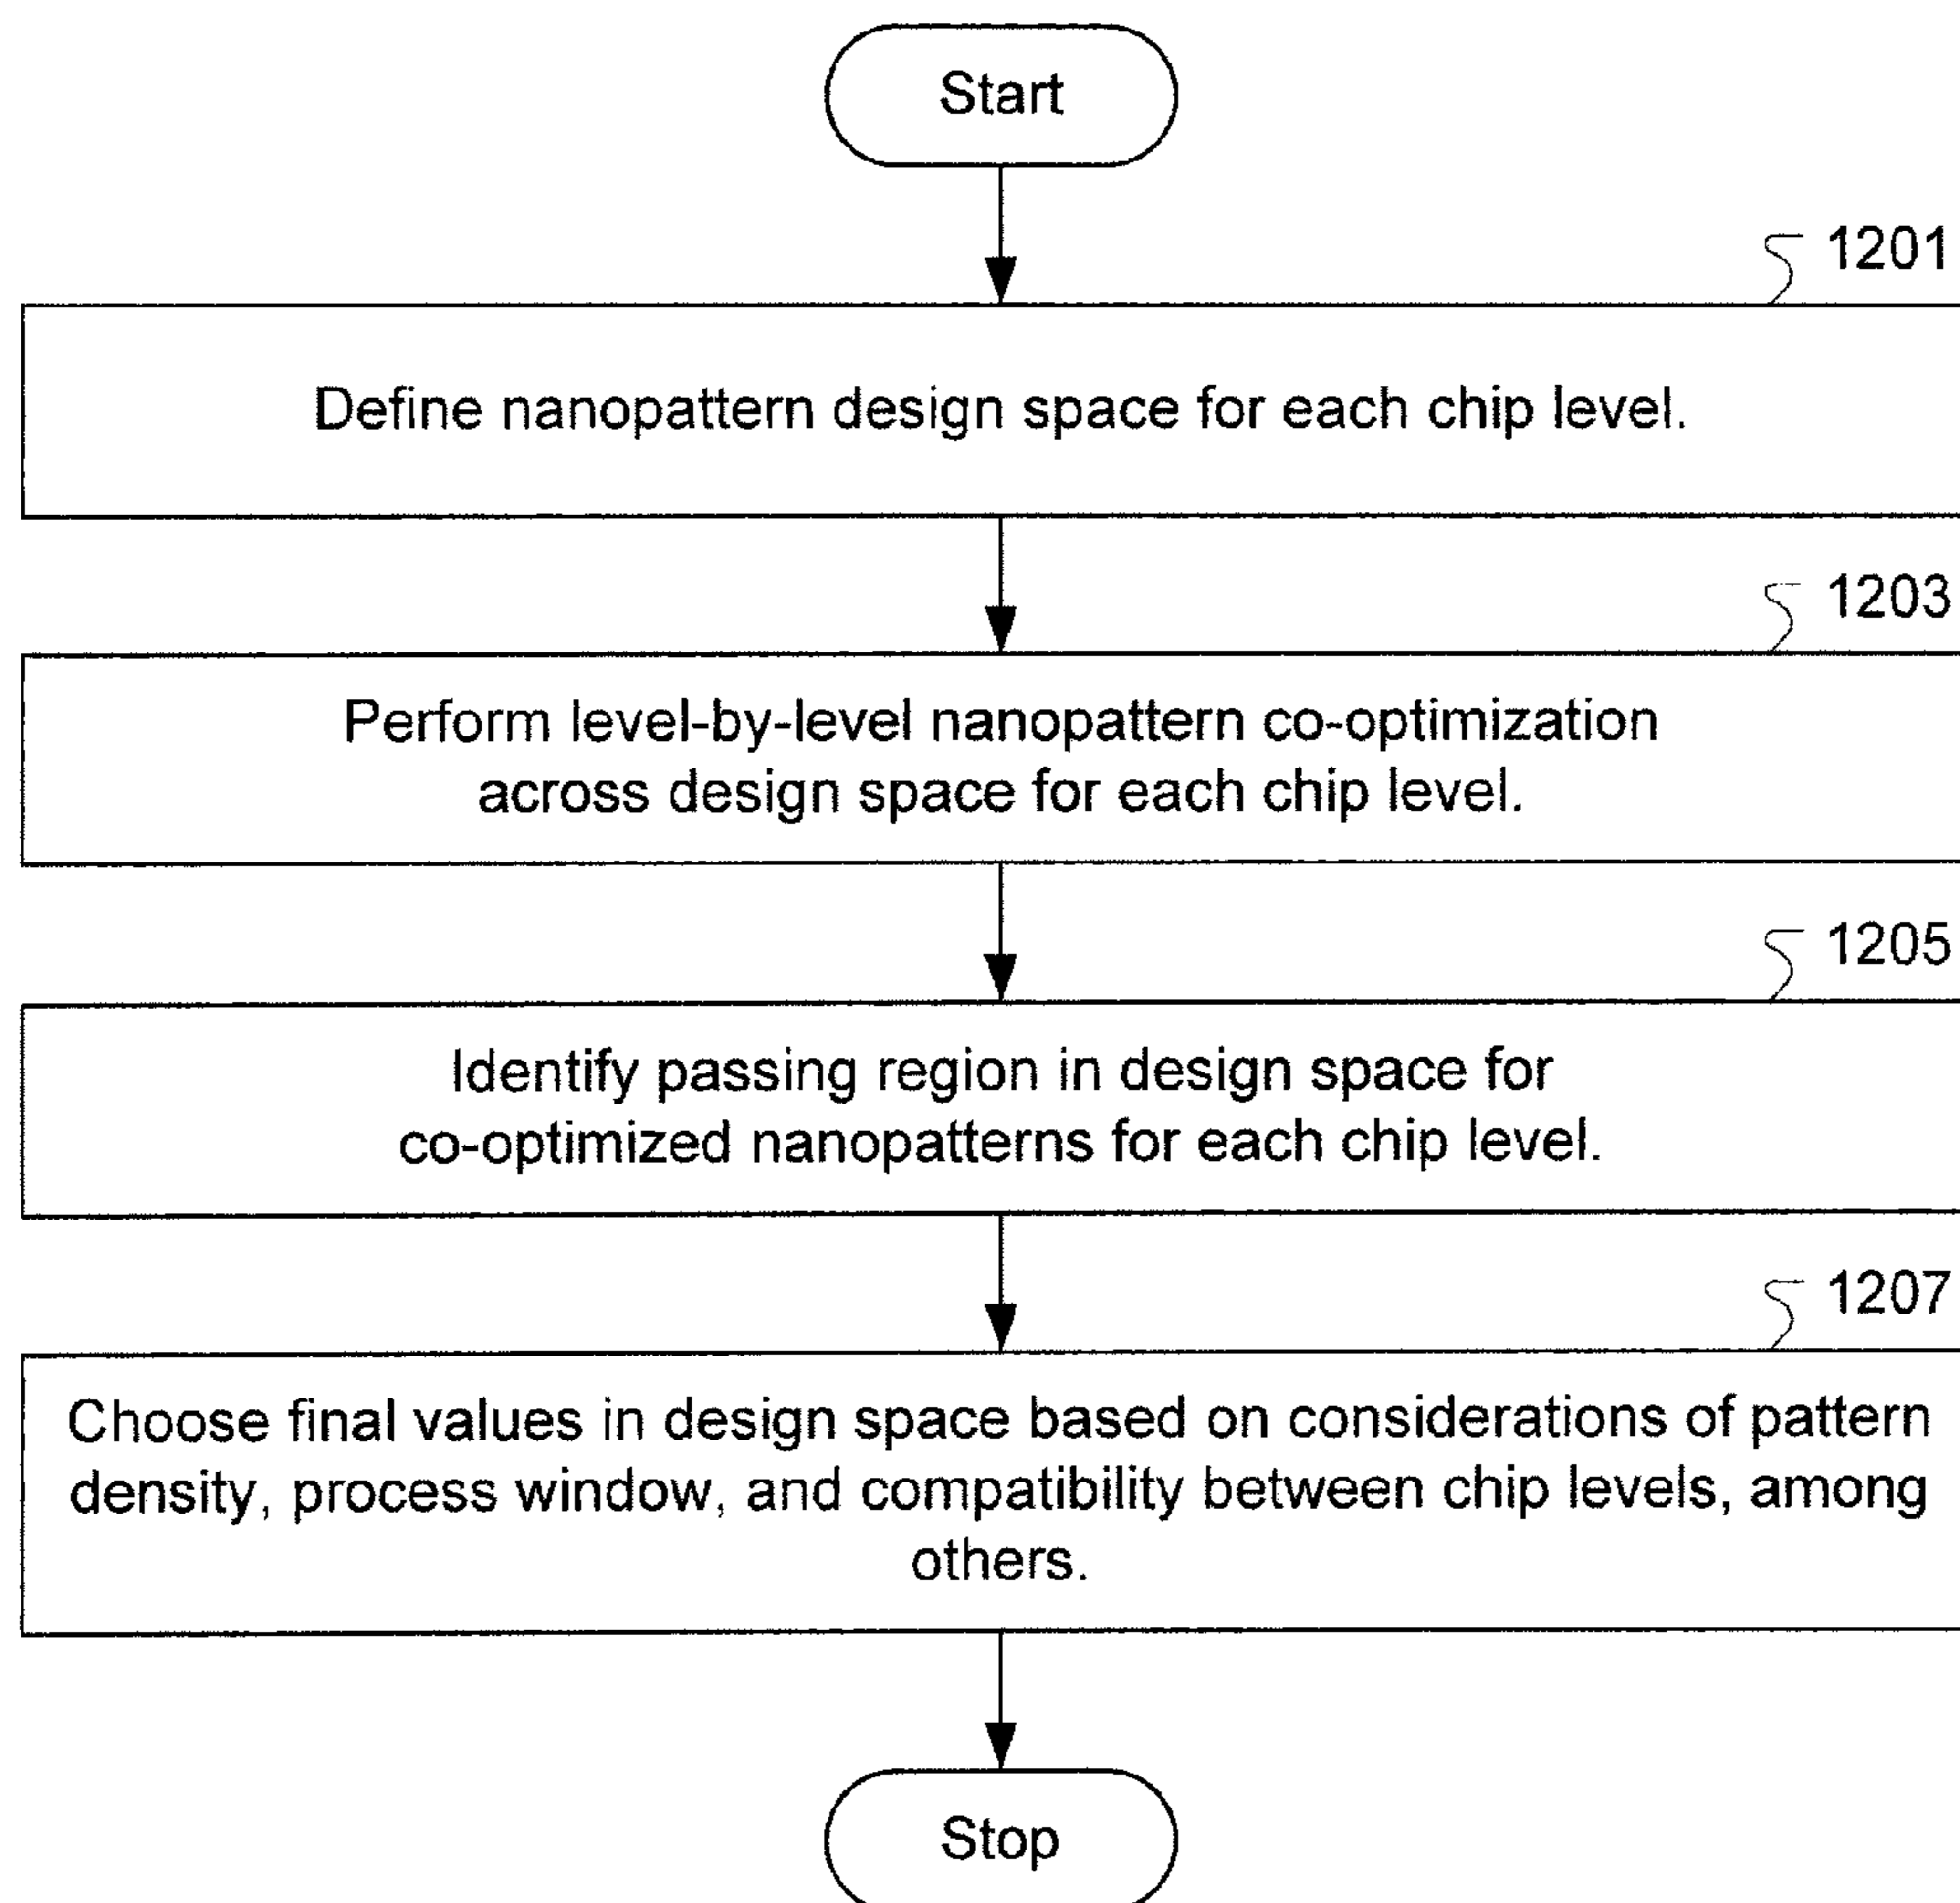 Start
1201
Define nanopattern design space for each chip level.
1203
Perform level-by-level nanopattern co-optimization
across design space for each chip level.
1205
Identify passing region in design space for
co-optimized nanopatterns for each chip level.
1207
Choose final values in design space based on considerations of pattern
density, process window, and compatibility between chip levels, among
others.
Stop